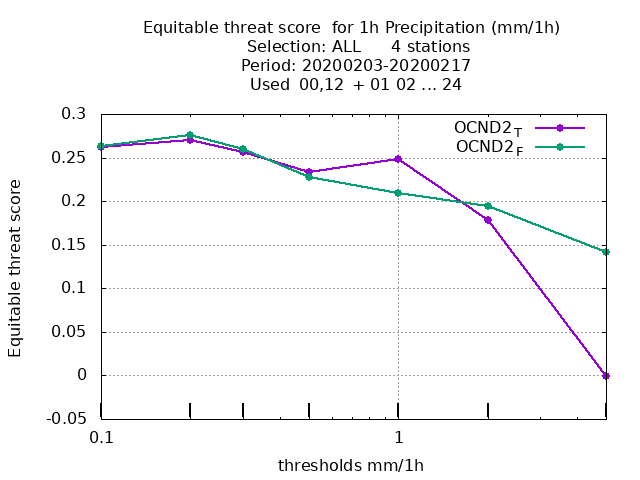 Equitable threat score  for 1h Precipitation (mm/1h)
Selection: ALL      4 stations
Period: 20200203-20200217
Used  00,12  + 01 02 ... 24
OCND2T
OCND2F
0.3
0.25
0.2
0.15
0.1
0.05
0
-0.05
Equitable threat score
0.1
1
thresholds mm/1h